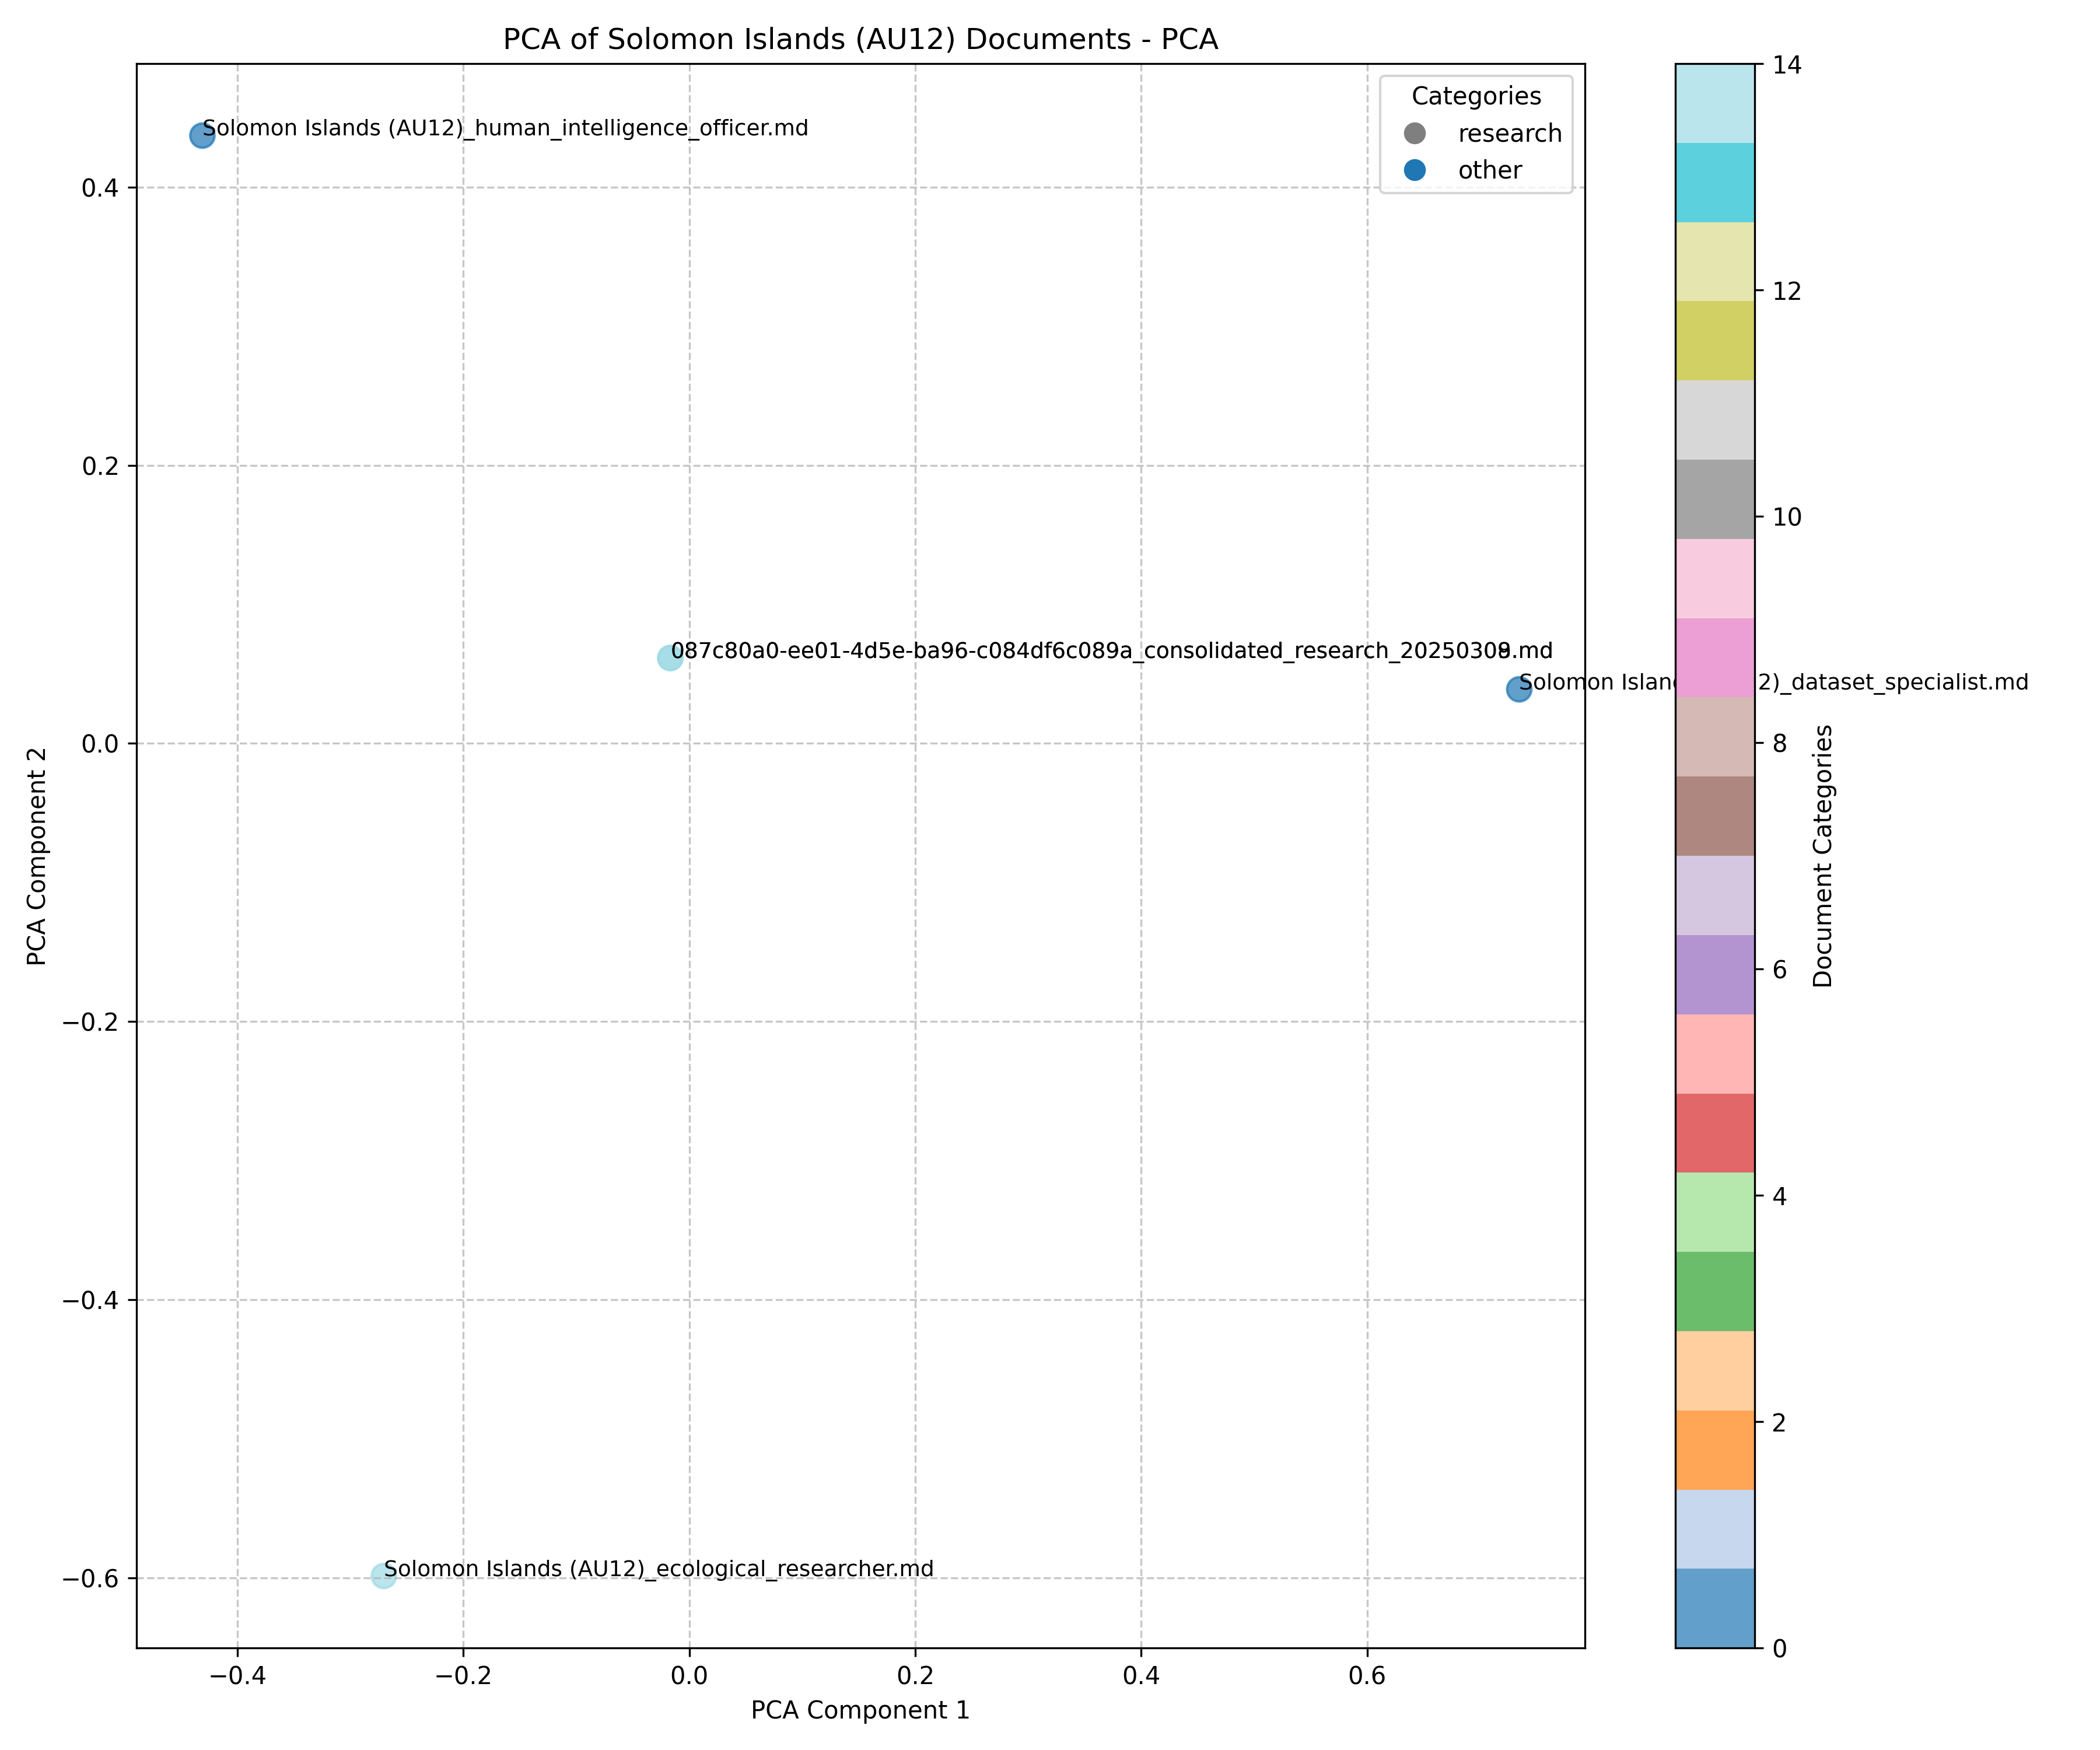 PCA of Solomon Islands (AU12) Documents - PCA
Categories
research
other
Solomon Islands (AU12)_human_intelligence_officer.md
087c80a0-ee01-4d5e-ba96-c084df6c089a_consolidated_research_2025030
.md
Solomon Islan
2)_dataset_specialist.md
Solomon Islands (AU12)_ecological_researcher.md
PCA Component 2
0.4
0.2
0.0
−0.2
−0.4
−0.6
−0.4
−0.2
0.0
0.2
0.4
0.6
PCA Component 1
14
12
10
8
6
4
2
0
Document Categories